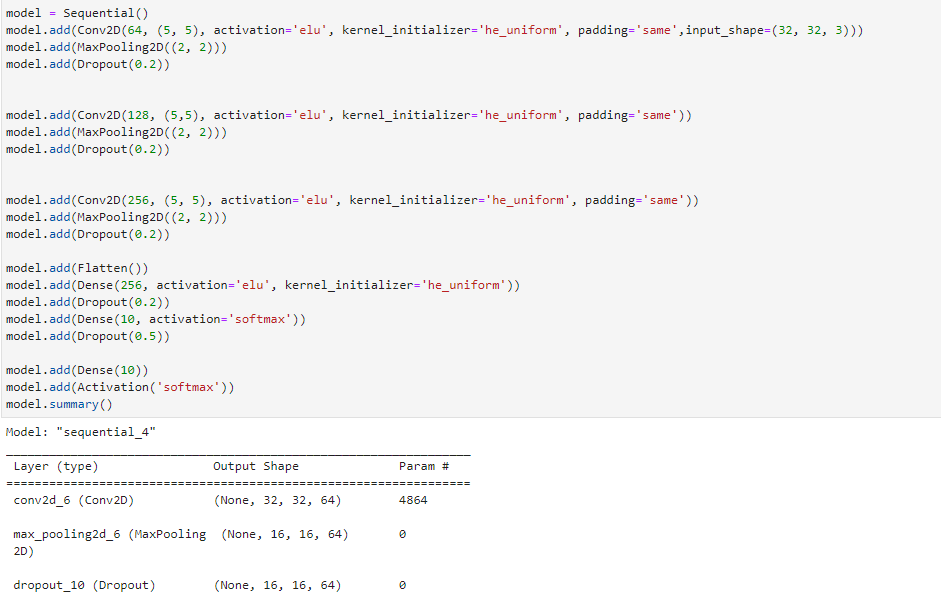 model = Sequential()
model.add(Conv2D(64, (5, 5), activation='elu', kernel_initializer='he_uniform', padding='same',input_shape=(32, 32, 3)))
model.add(MaxPooling2D((2, 2)))
model.add(Dropout(0.2))
model.add(Conv2D(128, (5,5), activation='elu', kernel_initializer='he_uniform', padding='same'))
model.add(MaxPooling2D((2, 2)))
model.add(Dropout(0.2))
model.add(Conv2D(256, (5, 5), activation='elu', kernel_initializer='he_uniform', padding='same'))
model.add(MaxPooling2D((2, 2)))
model.add(Dropout(0.2))
model.add(Flatten())
model.add(Dense(256, activation='elu', kernel_initializer='he_uniform'))
model.add(Dropout(0.2))
model.add(Dense(10, activation='softmax'))
model.add(Dropout(0.5))
model.add(Dense(10))
model.add(Activation('softmax'))
model.summary()
Model: "sequential_4"
_________________________________________________________________
Layer (type) Output Shape Param #
=================================================================
conv2d_6 (Conv2D) (None, 32, 32, 64) 4864
max_pooling2d_6 (MaxPooling (None, 16, 16, 64) 0
2D)
dropout_10 (Dropout) (None, 16, 16, 64) 0